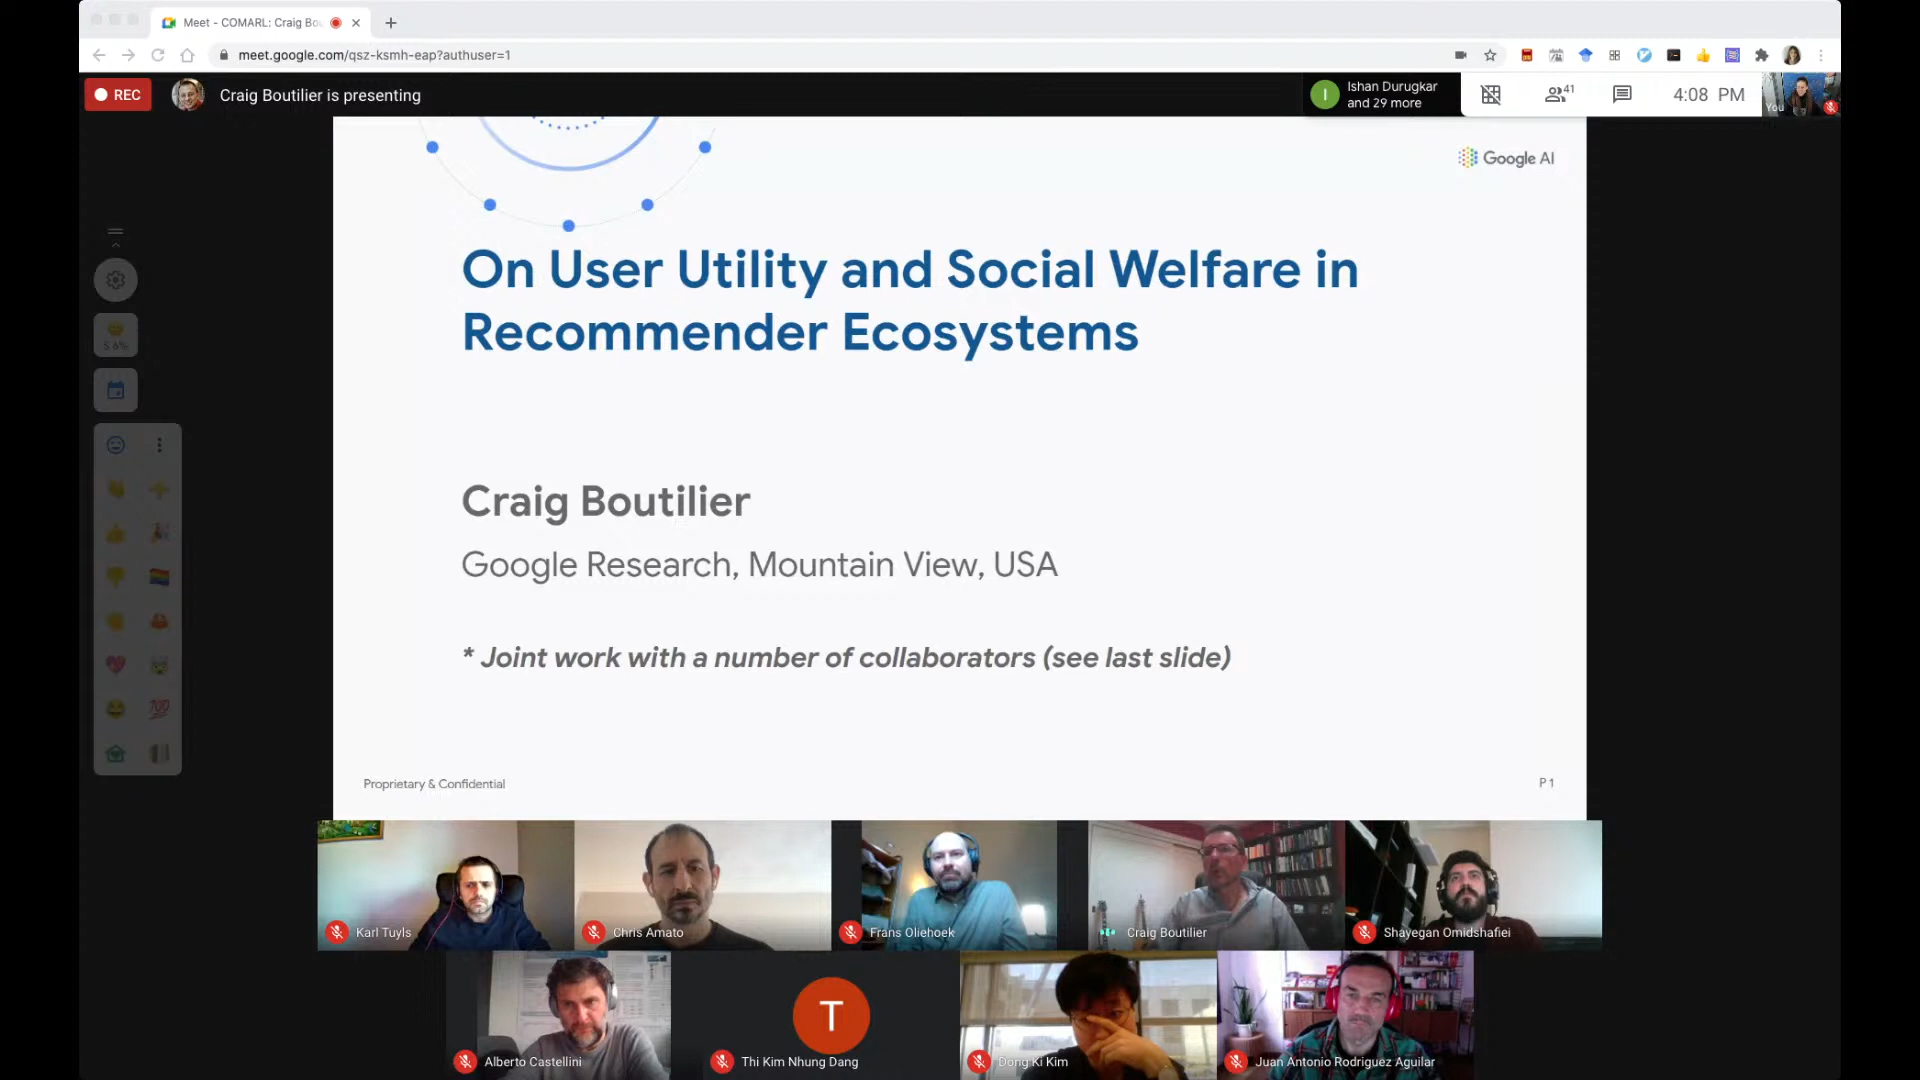 Meet - COMARL: Craig Bou
meet.google.com/qsz-ksmh-eap?authuser=1
REC
Craig Boutilier is presenting
I
Ishan Durugkar
and 29 more
41
4:08 PM
You
Google AI
On User Utility and Social Welfare in
Recommender Ecosystems
Craig Boutilier
Google Research, Mountain View, USA
* Joint work with a number of collaborators (see last slide)
Proprietary & Confidential
P 1
Karl Tuyls
Chris Amato
Frans Oliehoek
Craig Boutilier
Shayegan Omidshafiei
Alberto Castellini
T
Thi Kim Nhung Dang
Dong Ki Kim
Juan Antonio Rodriguez Aguilar